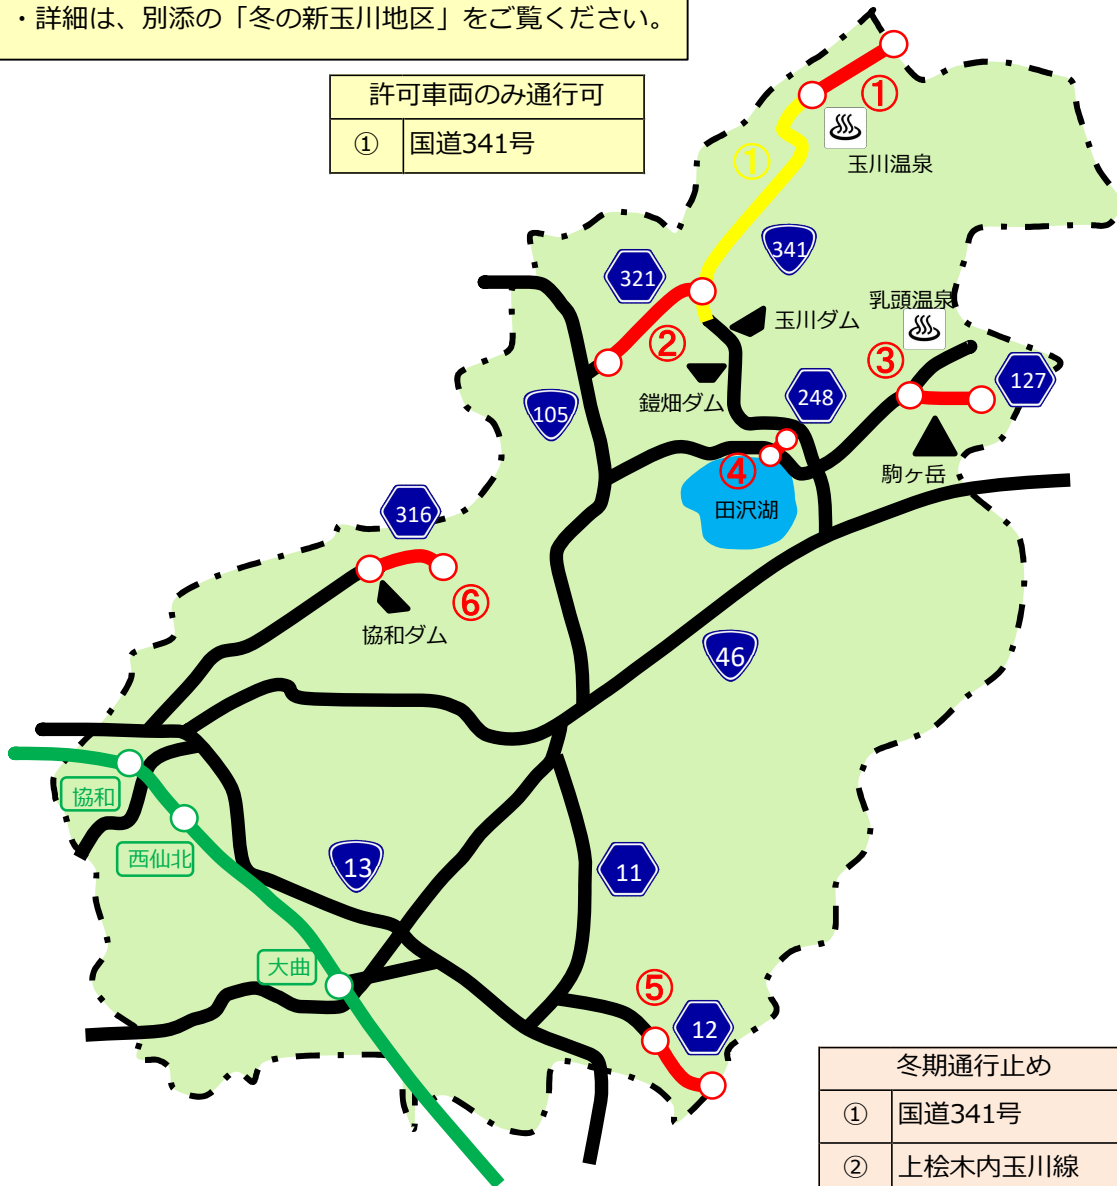 ・詳細は、別添の「冬の新玉川地区」をご覧ください。
許可車両のみ通行可
① 国道341号
①
玉川温泉
①
341
321
玉川ダム
乳頭温泉
②
③
127
鎧畑ダム
248
105
駒ヶ岳
④
田沢湖
316
⑥
協和ダム
46
協和
西仙北
13
11
大曲
⑤
12
冬期通行止め
① 国道341号
② 上桧木内玉川線